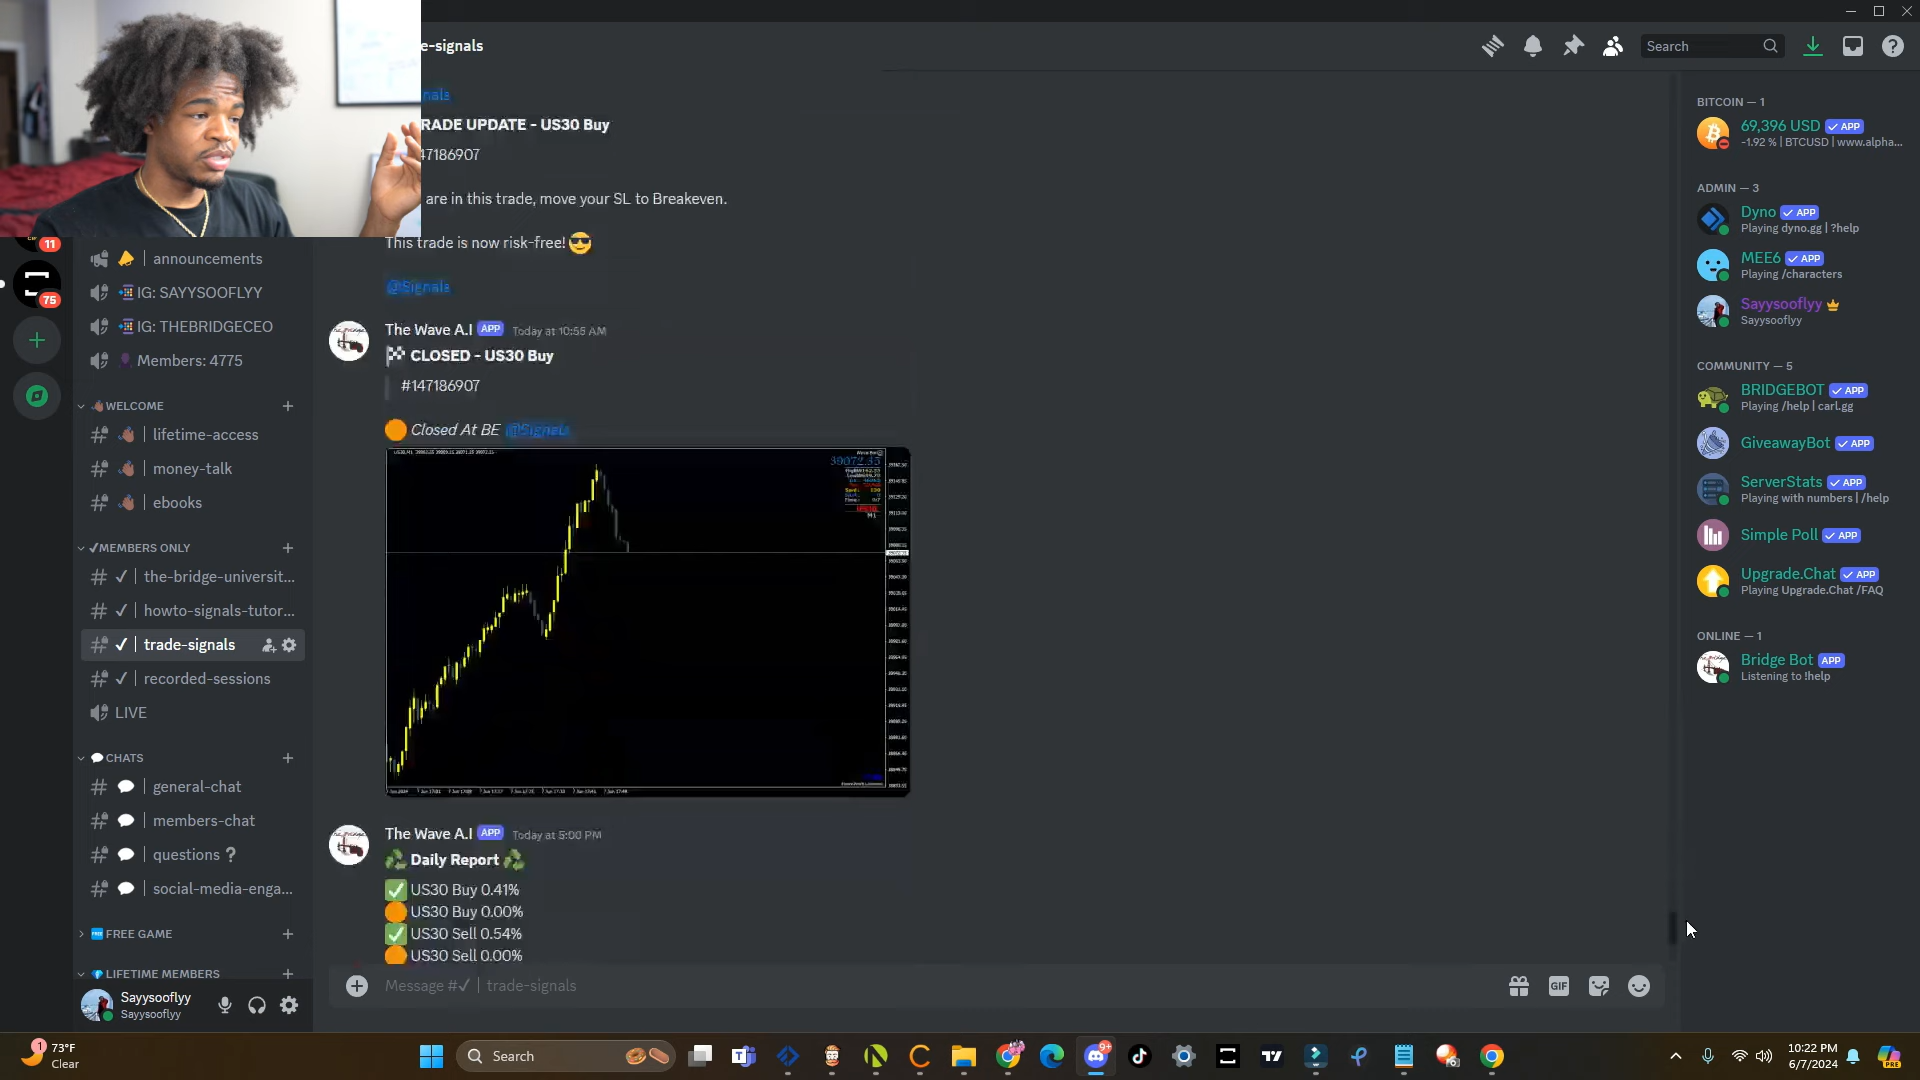 e-signals
Search
nals
RADE UPDATE - US30 Buy
47186907
are in this trade, move your SL to Breakeven.
This trade is now risk-free!
@Signals
The Wave A.I APP Today at 10:55 AM
CLOSED - US30 Buy
#147186907
Closed At BE @Signals
39072.35
The Wave A.I APP Today at 5:00 PM
Daily Report
US30 Buy 0.41%
US30 Buy 0.00%
US30 Sell 0.54%
US30 Sell 0.00%
Message #✓ | trade-signals
GIF
11
75
announcements
IG: SAYYSOOFLYY
IG: THEBRIDGECEO
Members: 4775
WELCOME
lifetime-access
money-talk
ebooks
✓MEMBERS ONLY
✓ | the-bridge-universit...
✓ | howto-signals-tutor...
✓ | trade-signals
✓ | recorded-sessions
LIVE
CHATS
general-chat
members-chat
questions ?
social-media-enga...
FREE GAME
LIFETIME MEMBERS
Sayysooflyy
Sayysooflyy
BITCOIN — 1
69,396 USD ✓ APP
-1.92 % | BTCUSD | www.alpha...
ADMIN — 3
Dyno ✓ APP
Playing dyno.gg | ?help
MEE6 ✓ APP
Playing /characters
Sayysooflyy
Sayysooflyy
COMMUNITY — 5
BRIDGEBOT ✓ APP
Playing /help | carl.gg
GiveawayBot ✓ APP
ServerStats ✓ APP
Playing with numbers | /help
Simple Poll ✓ APP
Upgrade.Chat ✓ APP
Playing Upgrade.Chat /FAQ
ONLINE — 1
Bridge Bot APP
Listening to !help
1
73°F
Clear
Search
9+
10:22 PM
6/7/2024
PRE